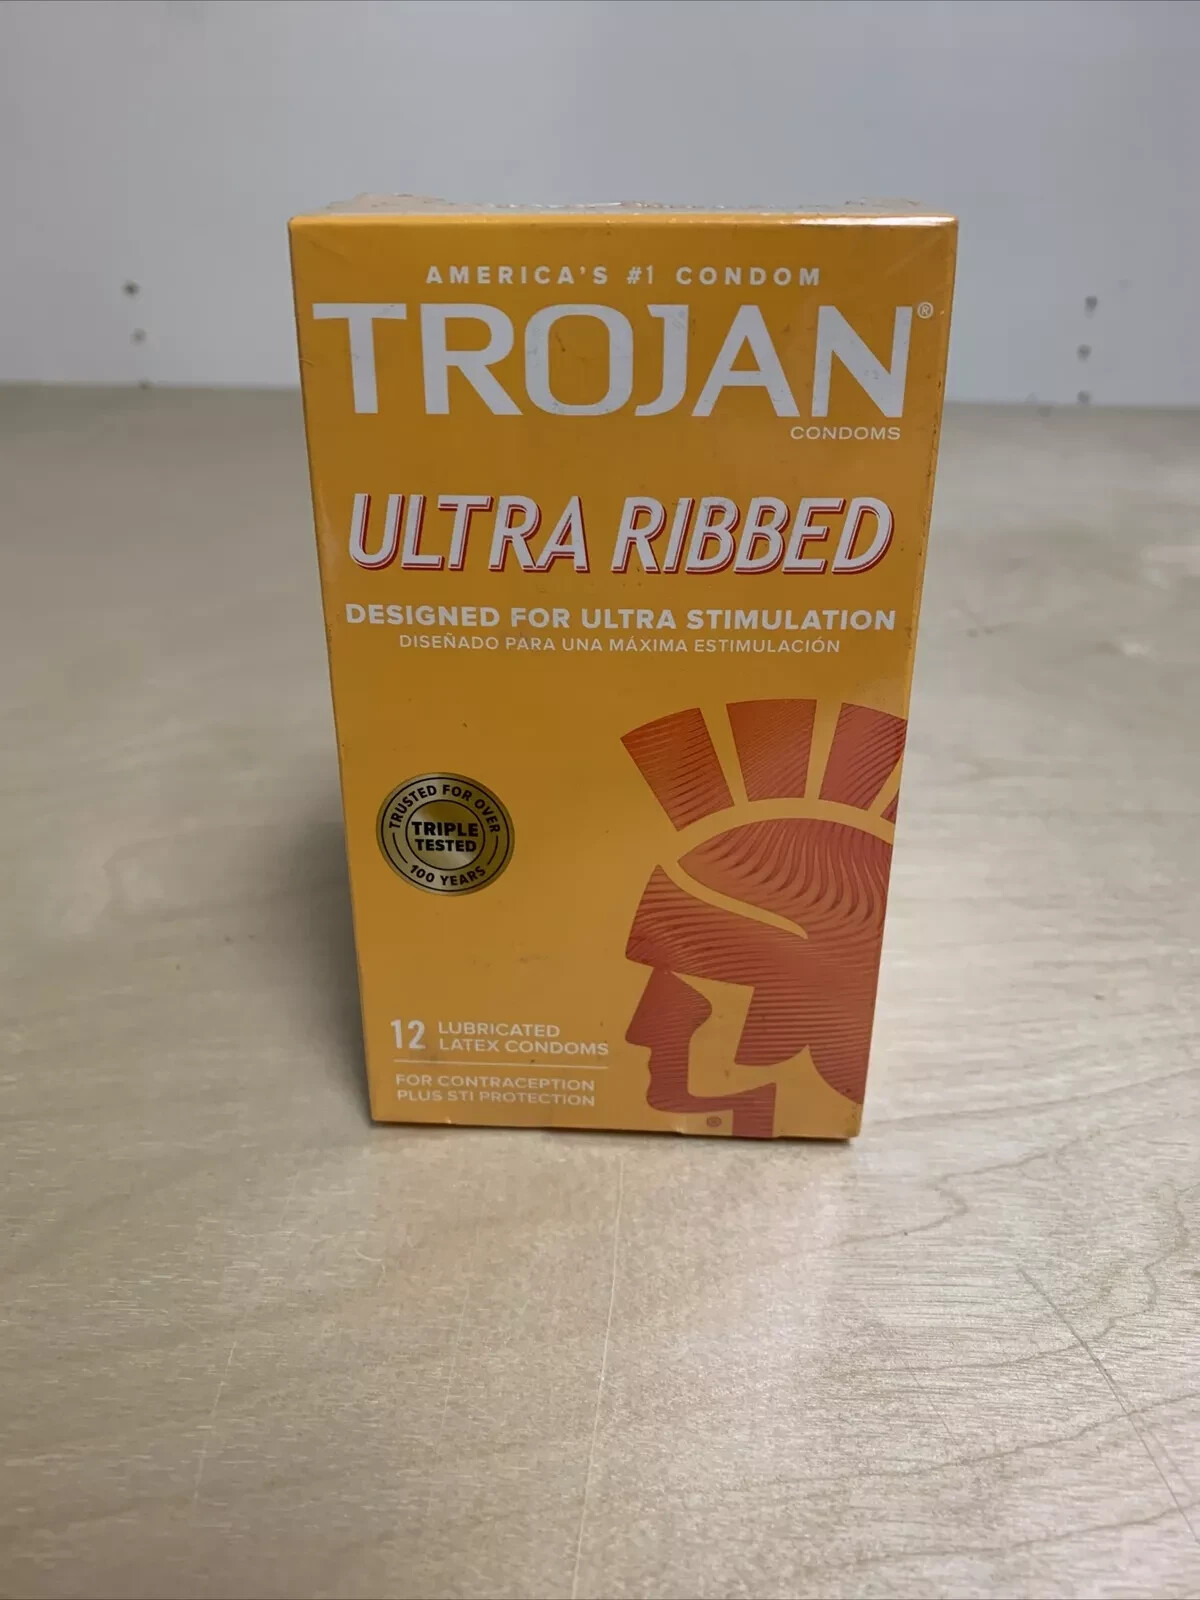 AMERICA'S #1 CONDOM
TROJAN®
CONDOMS
ULTRA RIBBED
DESIGNED FOR ULTRA STIMULATION
DISEÑADO PARA UNA MÁXIMA ESTIMULACIÓN
TRUSTED FOR OVER
TRIPLE
TESTED
100 YEARS
12 LUBRICATED
LATEX CONDOMS
FOR CONTRACEPTION
PLUS STI PROTECTION
®